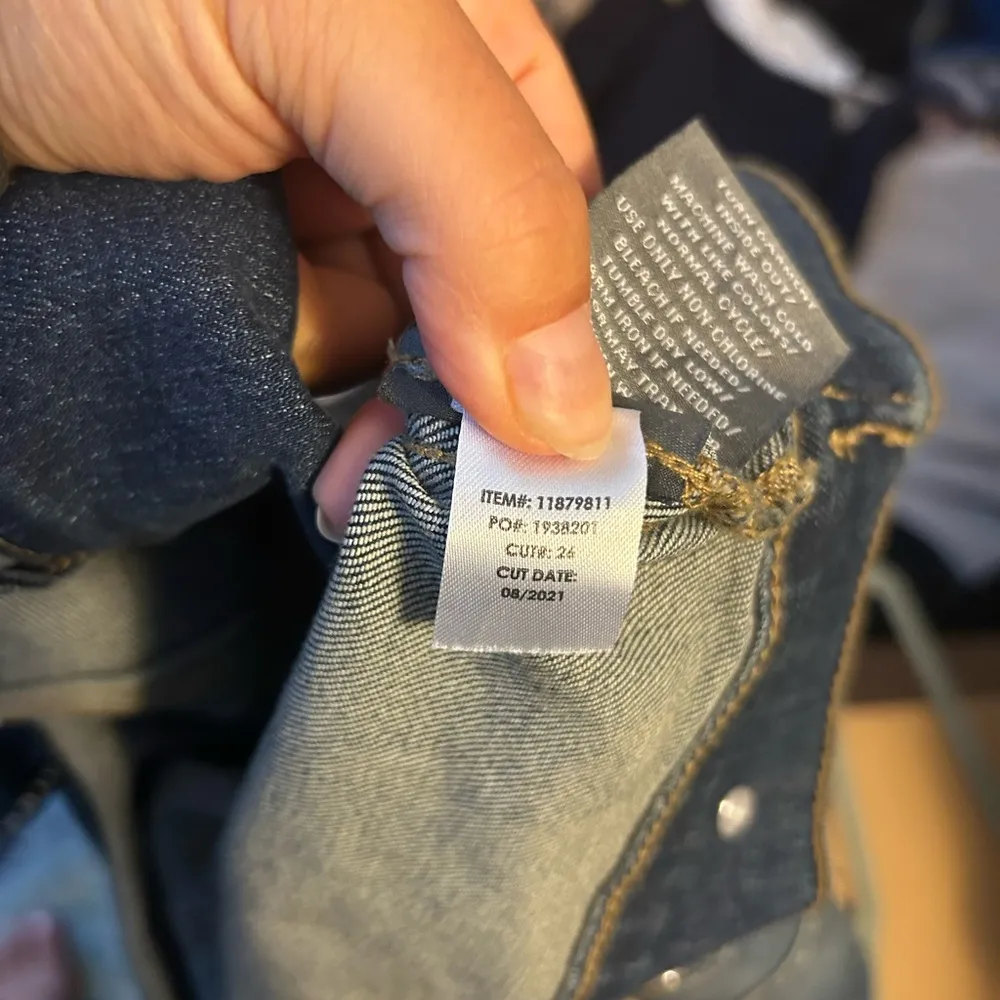 INSIDE OUT/
MACHINE WASH/ COLD
WITH LIKE COLORS/
NORMAL CYCLE/
USE ONLY NON CHLORINE
BLEACH IF NEEDED/
TUMBLE DRY LOW/
IRON IF NEEDED/
MAY
ITEM#: 11879811
PO#: 1938201
CUT#: 26
CUT DATE:
08/2021